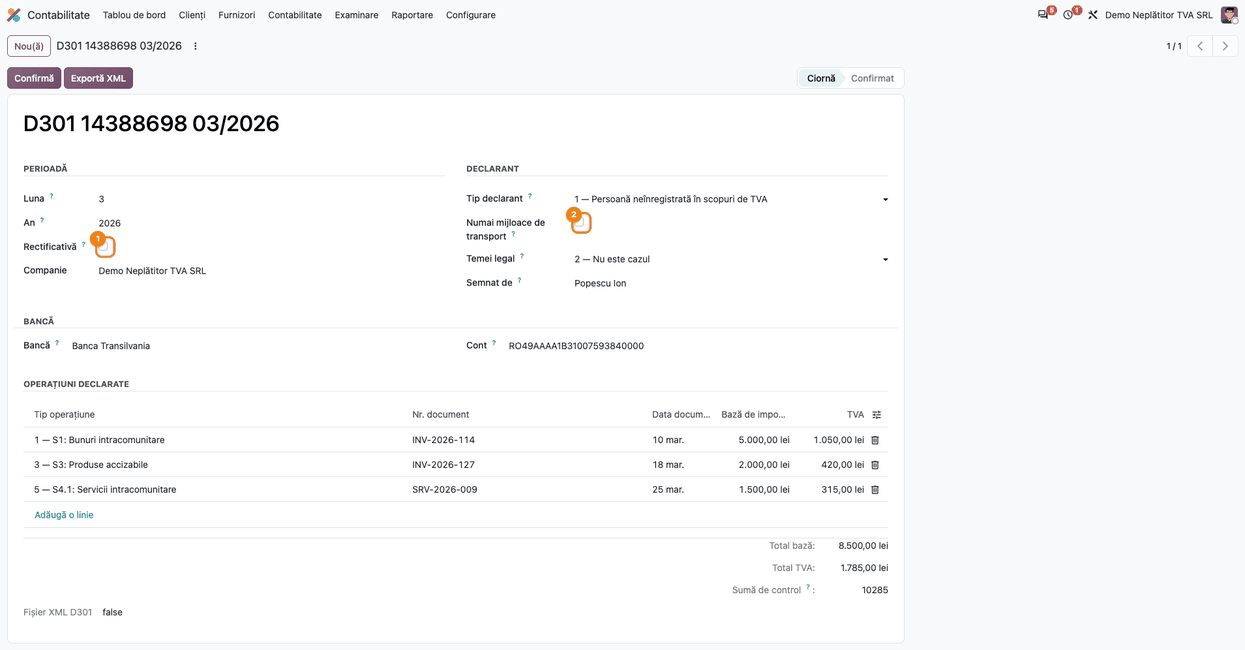 Contabilitate Tablou de bord Clienți Furnizori Contabilitate Examinare Raportare Configurare 5 1 Demo Neplătitor TVA SRL
Nou(ă) D301 14388698 03/2026 1 / 1
Confirmă Exportă XML Ciornă Confirmat
D301 14388698 03/2026
PERIOADĂ
Luna ? 3
An ? 2026
Rectificativă ? 1
Companie Demo Neplătitor TVA SRL
DECLARANT
Tip declarant ? 1 — Persoană neînregistrată în scopuri de TVA
Numai mijloace de transport ? 2
Temei legal ? 2 — Nu este cazul
Semnat de ? Popescu Ion
BANCĂ
Bancă ? Banca Transilvania Cont ? RO49AAAA1B31007593840000
OPERAȚIUNI DECLARATE
Tip operațiune Nr. document Data docum... Bază de impo... TVA
1 — S1: Bunuri intracomunitare INV-2026-114 10 mar. 5.000,00 lei 1.050,00 lei
3 — S3: Produse accizabile INV-2026-127 18 mar. 2.000,00 lei 420,00 lei
5 — S4.1: Servicii intracomunitare SRV-2026-009 25 mar. 1.500,00 lei 315,00 lei
Adăugă o linie
Total bază: 8.500,00 lei
Total TVA: 1.785,00 lei
Sumă de control ? : 10285
Fișier XML D301 false